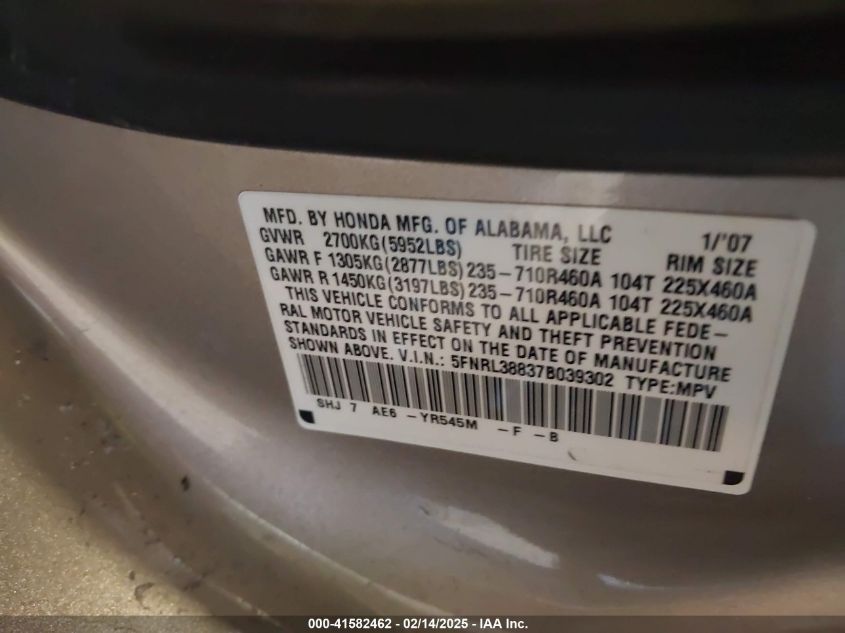 MFD. BY HONDA MFG. OF ALABAMA, LLC 1/'07
GVWR 2700KG(5952LBS) TIRE SIZE RIM SIZE
GAWR F 1305KG(2877LBS) 235-710R460A 104T 225X460A
GAWR R 1450KG(3197LBS) 235-710R460A 104T 225X460A
THIS VEHICLE CONFORMS TO ALL APPLICABLE FEDE-
RAL MOTOR VEHICLE SAFETY AND THEFT PREVENTION
STANDARDS IN EFFECT ON THE DATE OF MANUFACTURE
SHOWN ABOVE. V.I.N.: 5FNRL38837B039302 TYPE:MPV
SHJ 7 AE6 -YR545M -F -B
000-41582462 - 02/14/2025 - IAA Inc.